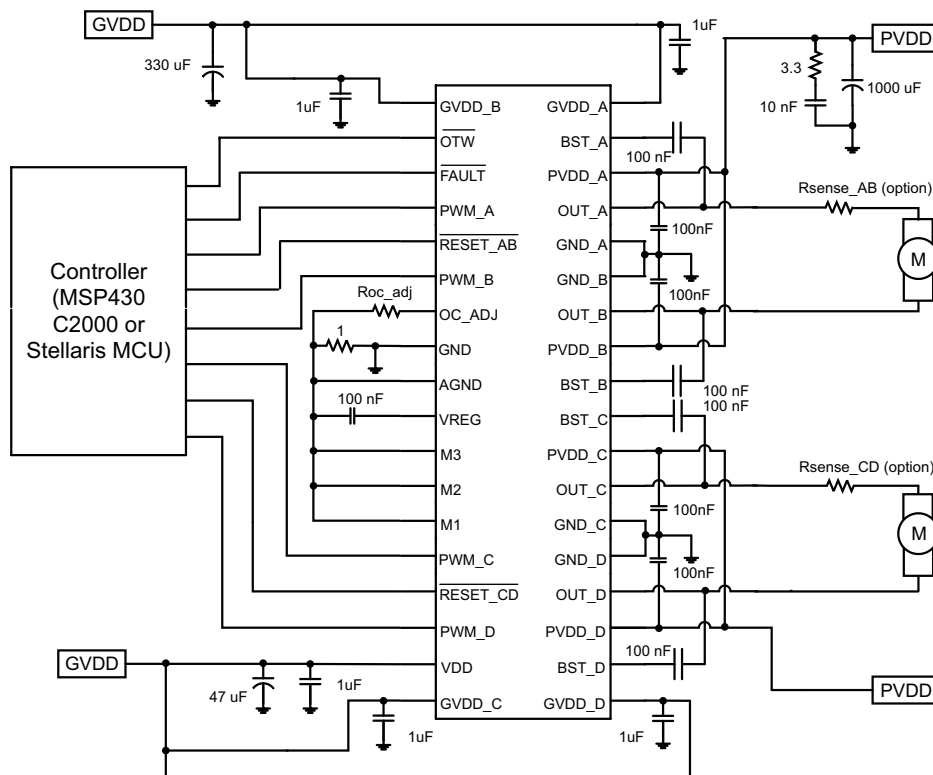 GVDD
330 uF
1uF
1uF
PVDD
3.3
10 nF
1000 uF
Controller
(MSP430
C2000 or
Stellaris MCU)
GVDD_B
OTW
FAULT
PWM_A
RESET_AB
PWM_B
OC_ADJ
GND
AGND
VREG
M3
M2
M1
PWM_C
RESET_CD
PWM_D
VDD
GVDD_C
GVDD_A
BST_A
PVDD_A
OUT_A
GND_A
GND_B
OUT_B
PVDD_B
BST_B
BST_C
PVDD_C
OUT_C
GND_C
GND_D
OUT_D
PVDD_D
BST_D
GVDD_D
Roc_adj
1
100 nF
100 nF
100nF
100nF
100 nF
100 nF
100nF
100nF
100 nF
Rsense_AB (option)
M
Rsense_CD (option)
M
GVDD
47 uF
1uF
1uF
1uF
PVDD